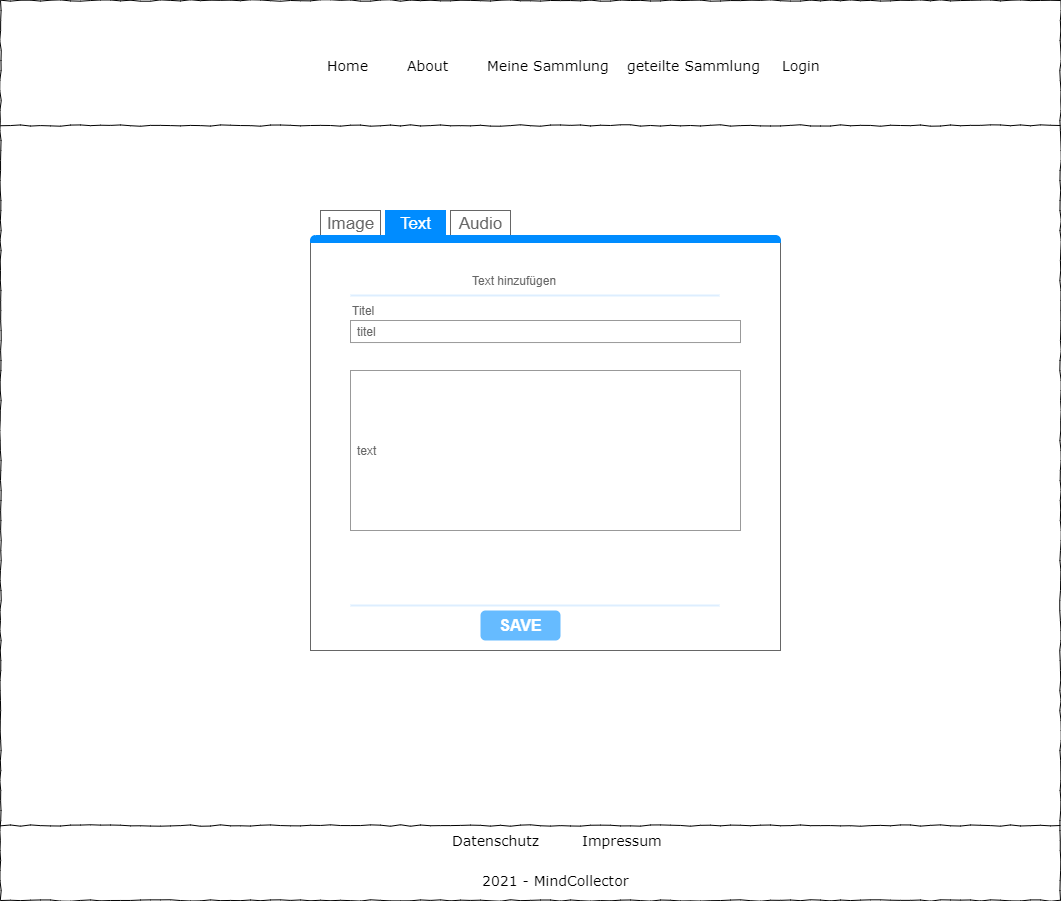 Home About Meine Sammlung geteilte Sammlung Login
Image Text Audio
Text hinzufügen
Titel
titel
text
SAVE
Datenschutz Impressum
2021 - MindCollector